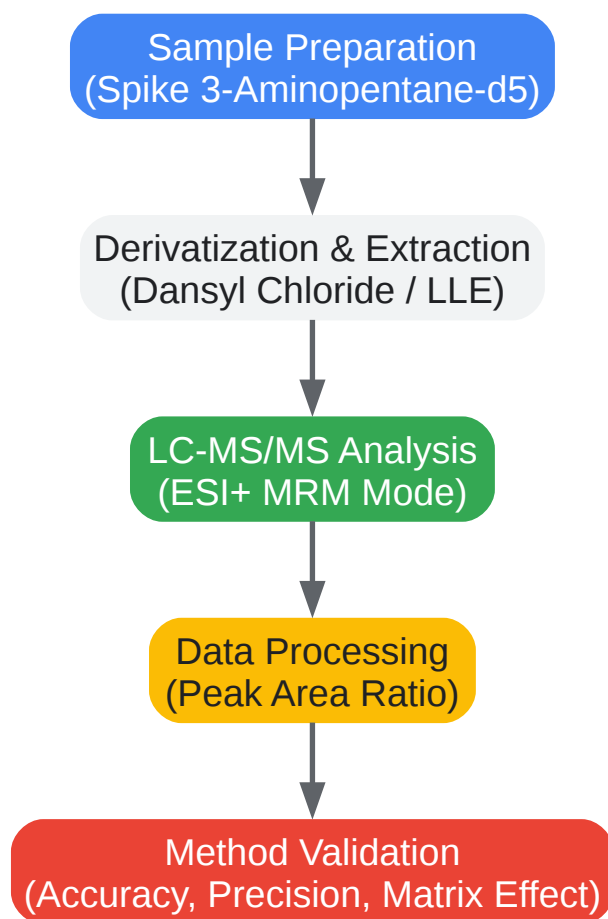 Sample Preparation
(Spike 3-Aminopentane-d5)
Derivatization & Extraction
(Dansyl Chloride / LLE)
LC-MS/MS Analysis
(ESI+ MRM Mode)
Data Processing
(Peak Area Ratio)
Method Validation
(Accuracy, Precision, Matrix Effect)